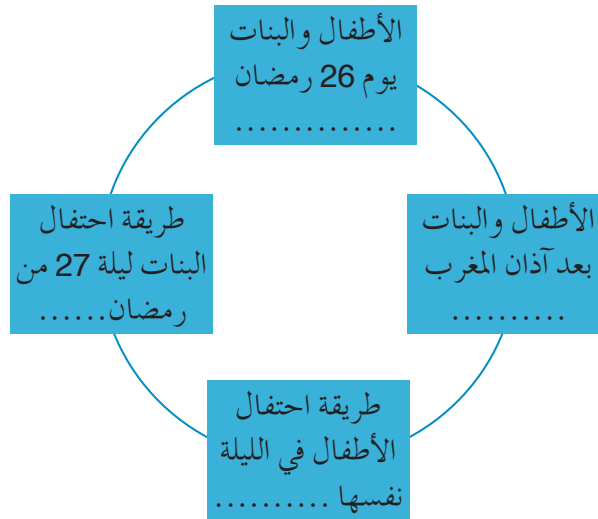 الأطفال والبنات
يوم 26 رمضان
..............
الأطفال والبنات
بعد آذان المغرب
..........
طريقة احتفال
الأطفال في الليلة
نفسها ..........
طريقة احتفال
البنات ليلة 27 من
رمضان......